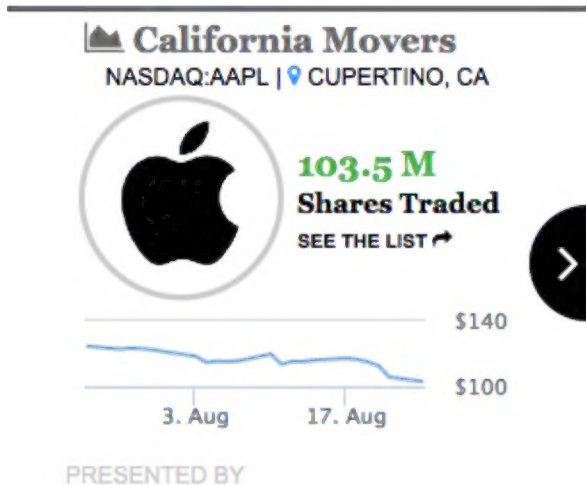 California Movers
NASDAQ:AAPL | CUPERTINO, CA
103.5 M
Shares Traded
SEE THE LIST
$140
$100
3. Aug
17. Aug
PRESENTED BY